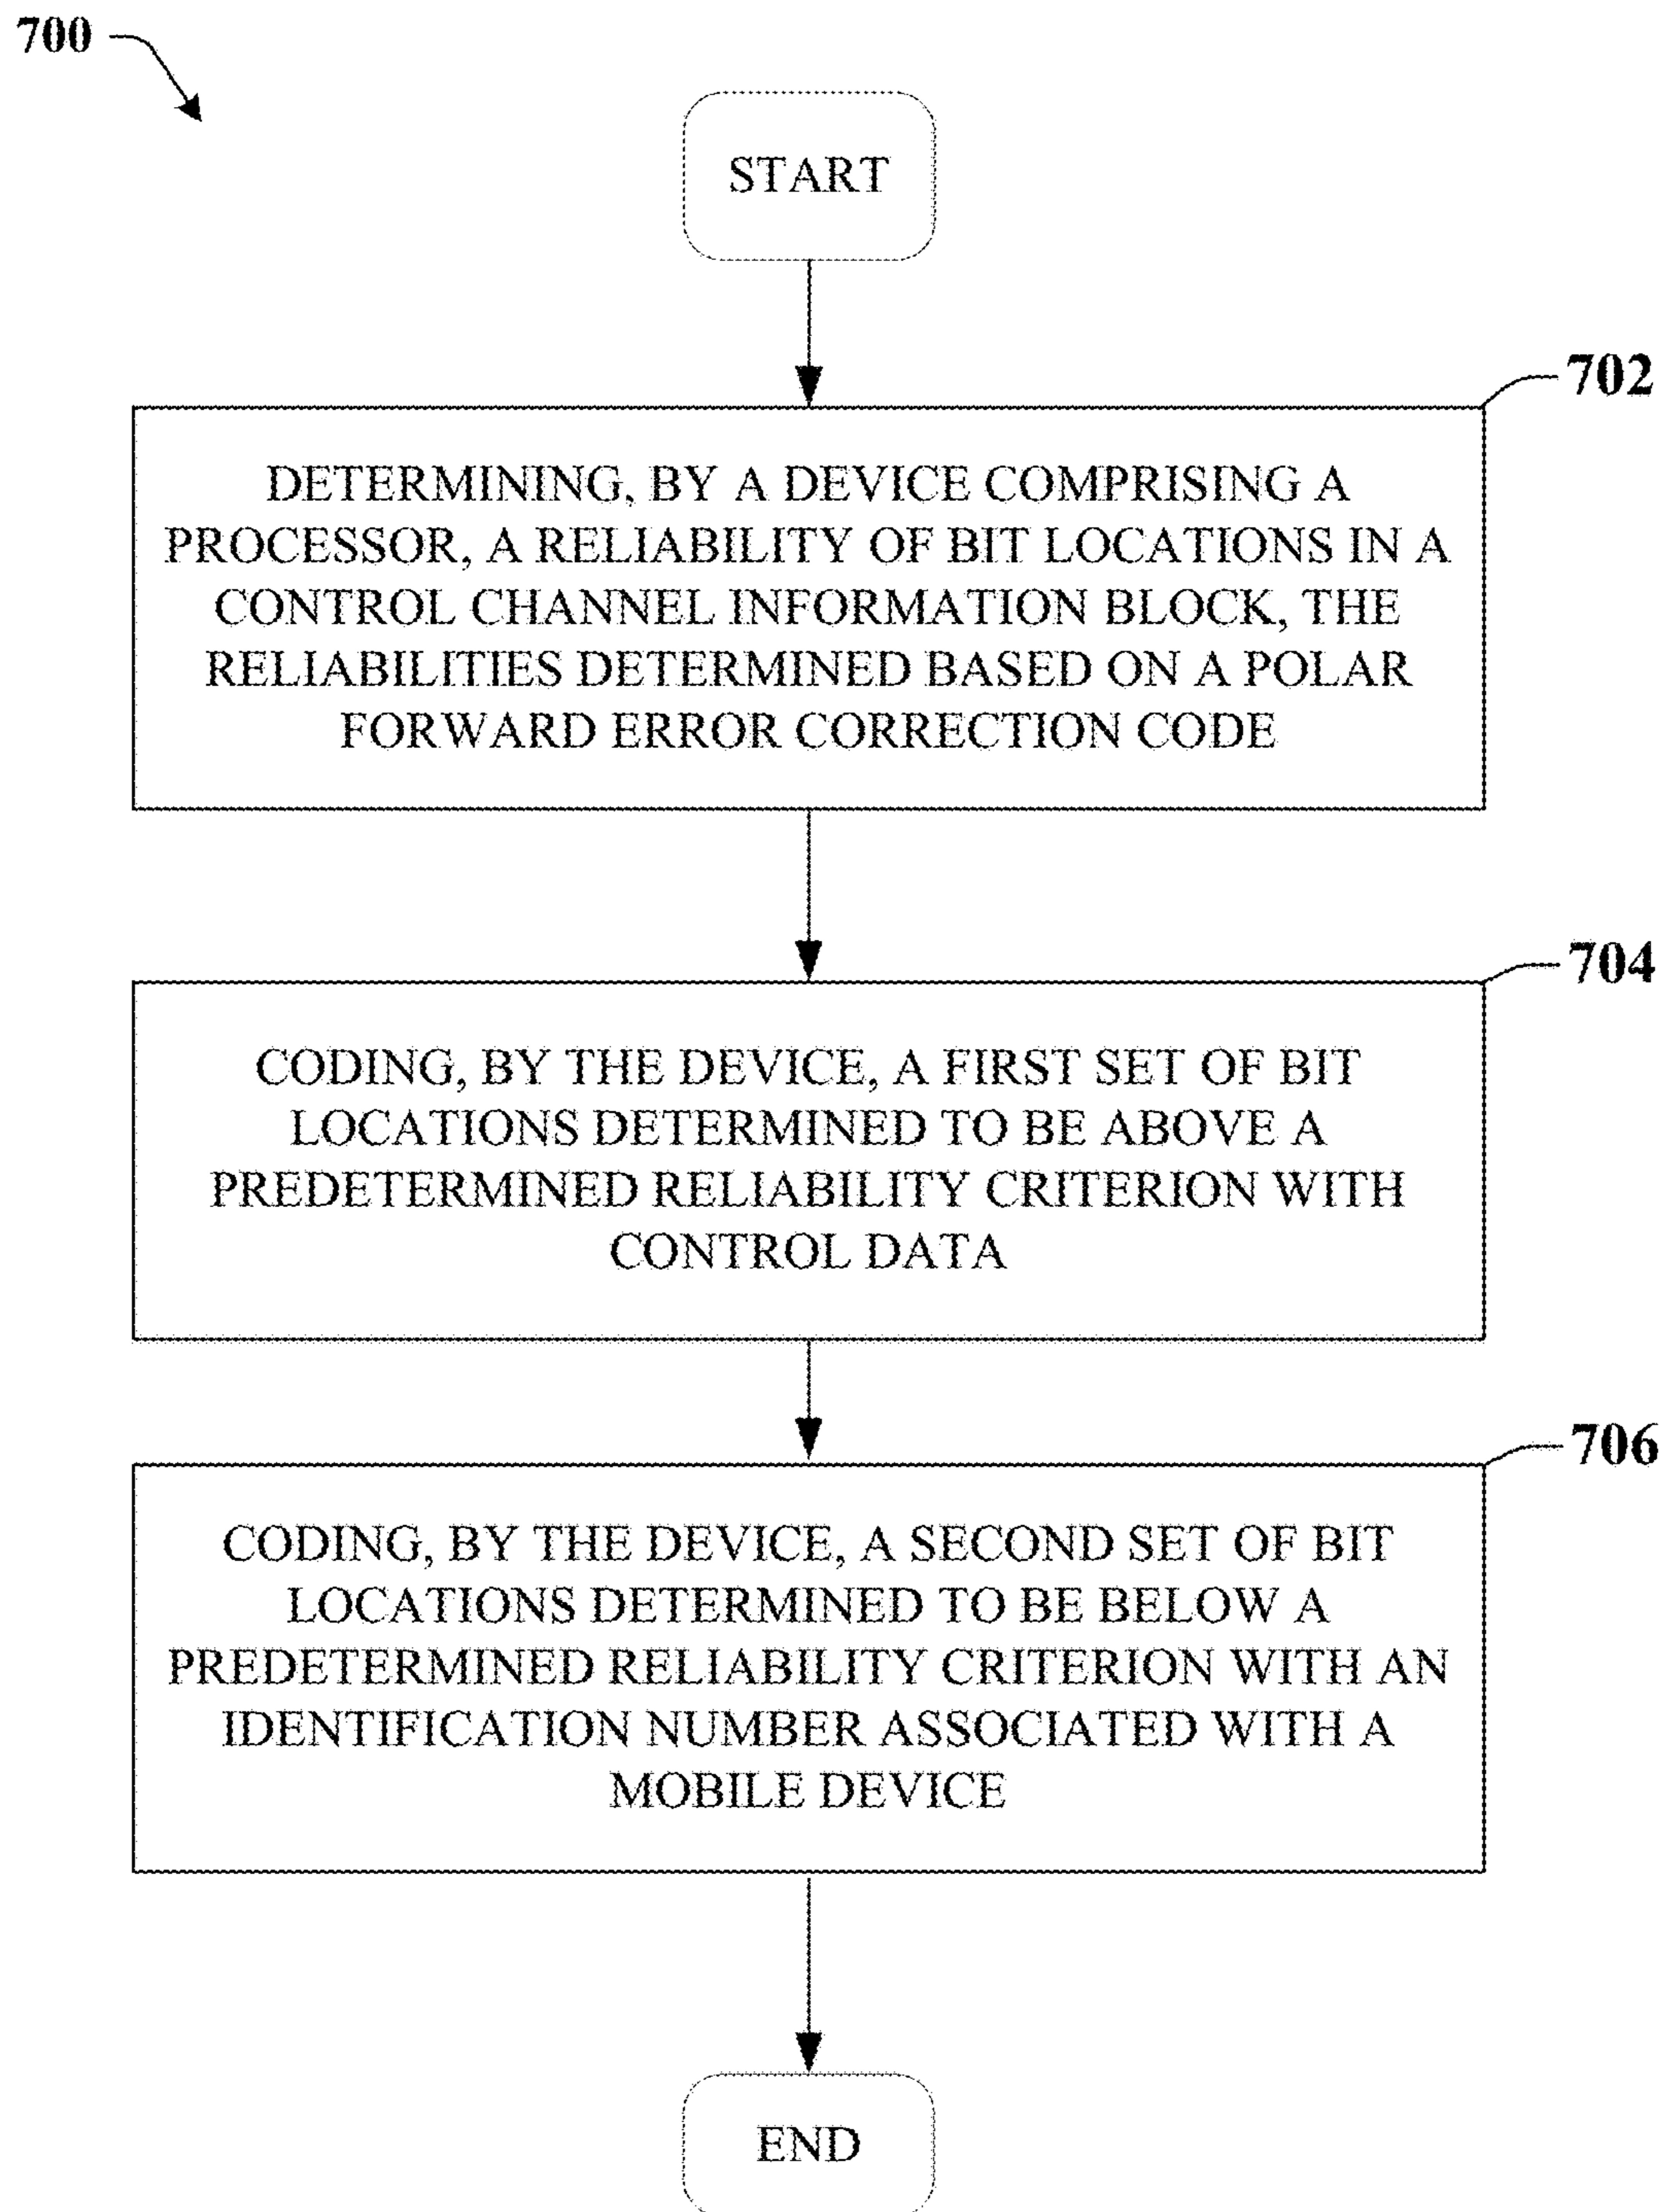 700
START
702
DETERMINING, BY A DEVICE COMPRISING A
PROCESSOR, A RELIABILITY OF BIT LOCATIONS IN A
CONTROL CHANNEL INFORMATION BLOCK, THE
RELIABILITIES DETERMINED BASED ON A POLAR
FORWARD ERROR CORRECTION CODE
704
CODING, BY THE DEVICE, A FIRST SET OF BIT
LOCATIONS DETERMINED TO BE ABOVE A
PREDETERMINED RELIABILITY CRITERION WITH
CONTROL DATA
706
CODING, BY THE DEVICE, A SECOND SET OF BIT
LOCATIONS DETERMINED TO BE BELOW A
PREDETERMINED RELIABILITY CRITERION WITH AN
IDENTIFICATION NUMBER ASSOCIATED WITH A
MOBILE DEVICE
END